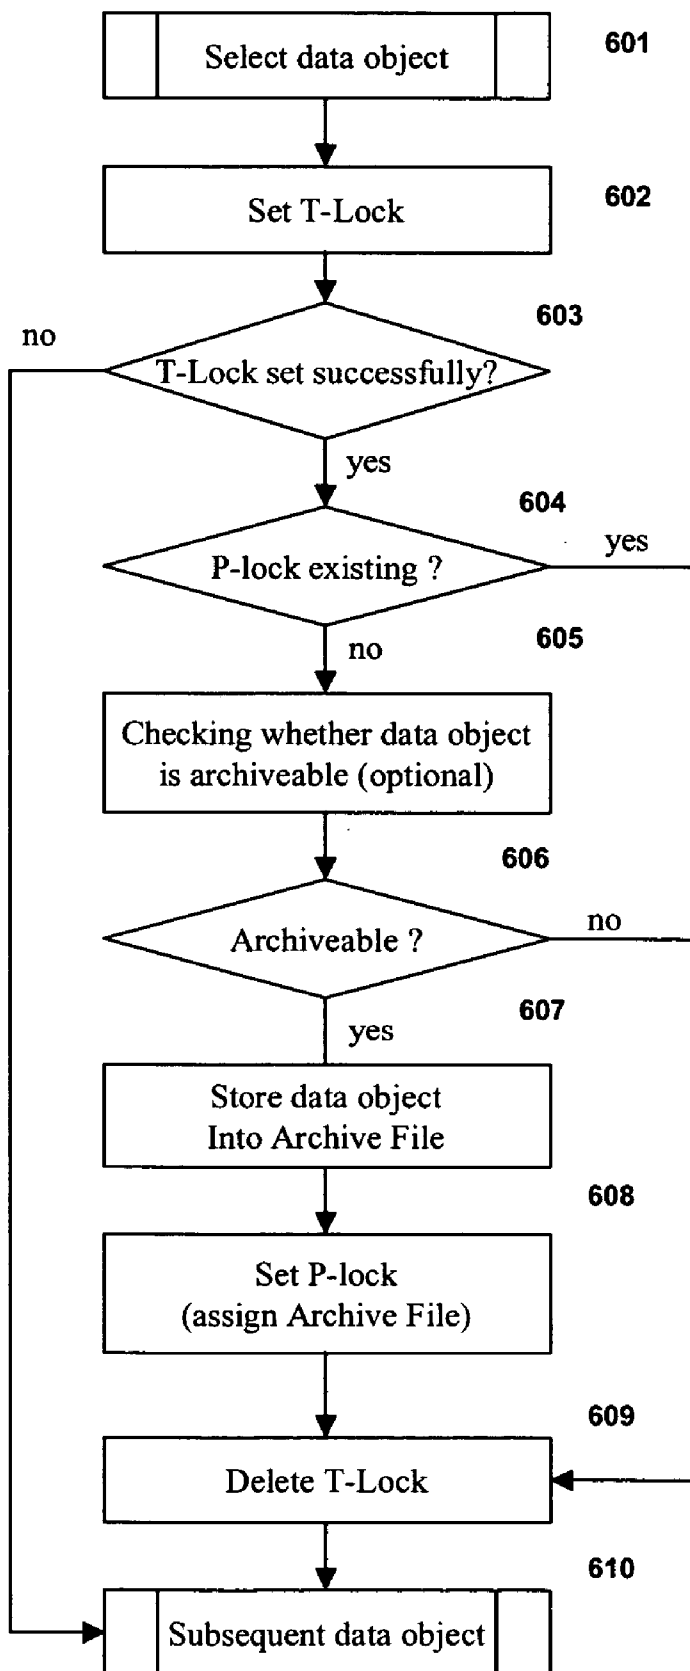 Select data object
601
Set T-Lock
602
603
no
T-Lock set successfully?
yes
604
P-lock existing ?
yes
605
no
Checking whether data object
is archiveable (optional)
606
Archiveable ?
no
607
yes
Store data object
Into Archive File
608
Set P-lock
(assign Archive File)
609
Delete T-Lock
610
Subsequent data object